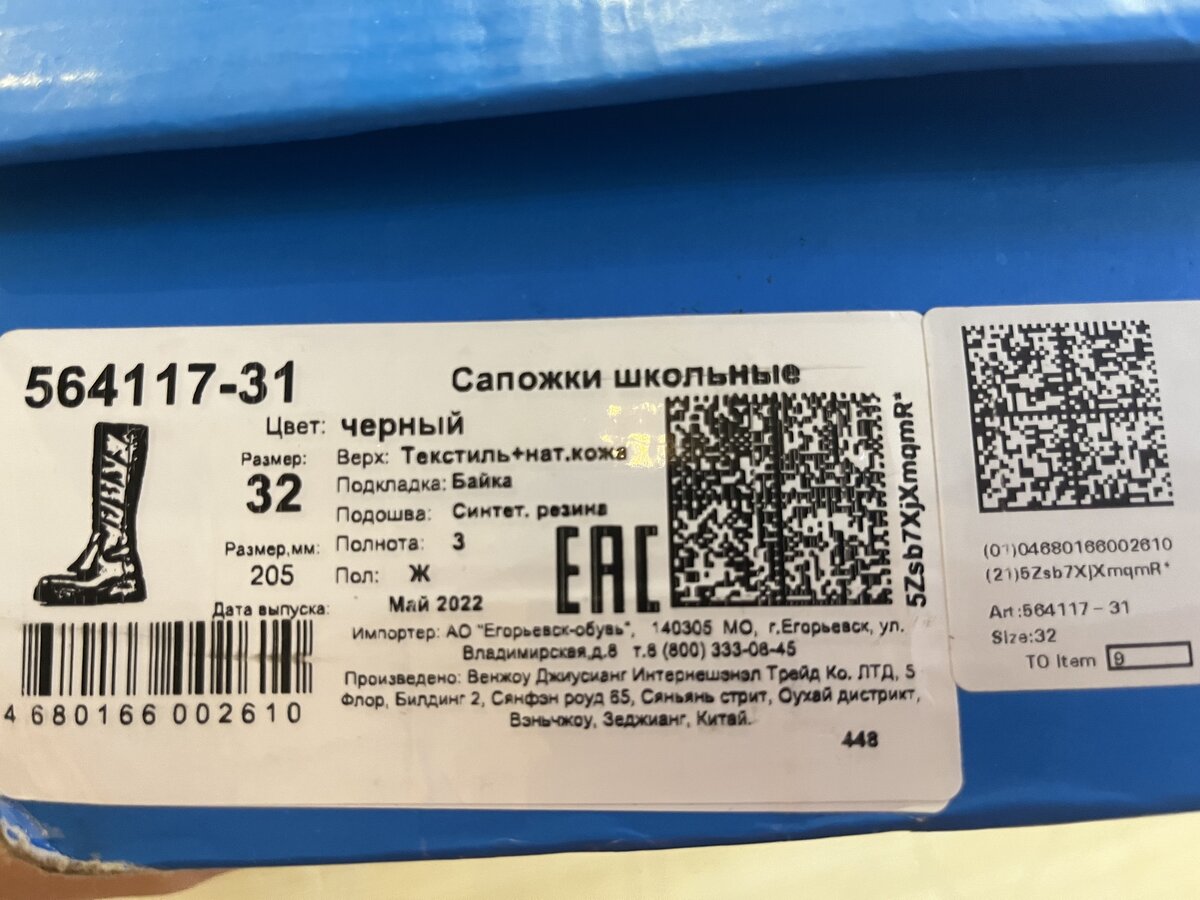 564117-31
Сапожки школьные
Цвет: черный
Размер:
32
Верх: Текстиль+нат.кожа
Подкладка: Байка
Подошва: Синтет. резина
Размер,мм:
205
Полнота: 3
Пол: Ж
Дата выпуска: Май 2022
EAC
5Zsb7XjXmqmR*
Импортер: АО "Егорьевск-обувь", 140305 МО, г.Егорьевск, ул.
Владимирская,д.8 т.8 (800) 333-08-45
Произведено: Венжоу Джиусианг Интернешэнал Трейд Ко. ЛТД, 5
Флор, Билдинг 2, Сянфэн роуд 65, Сяньянь стрит, Оухай дистрикт,
Вэньчжоу, Зеджианг, Китай.
448
4 680166 002610
(01)04680166002610
(21)5Zsb7XjXmqmR*
Art:564117-31
Size:32
TO Item 9